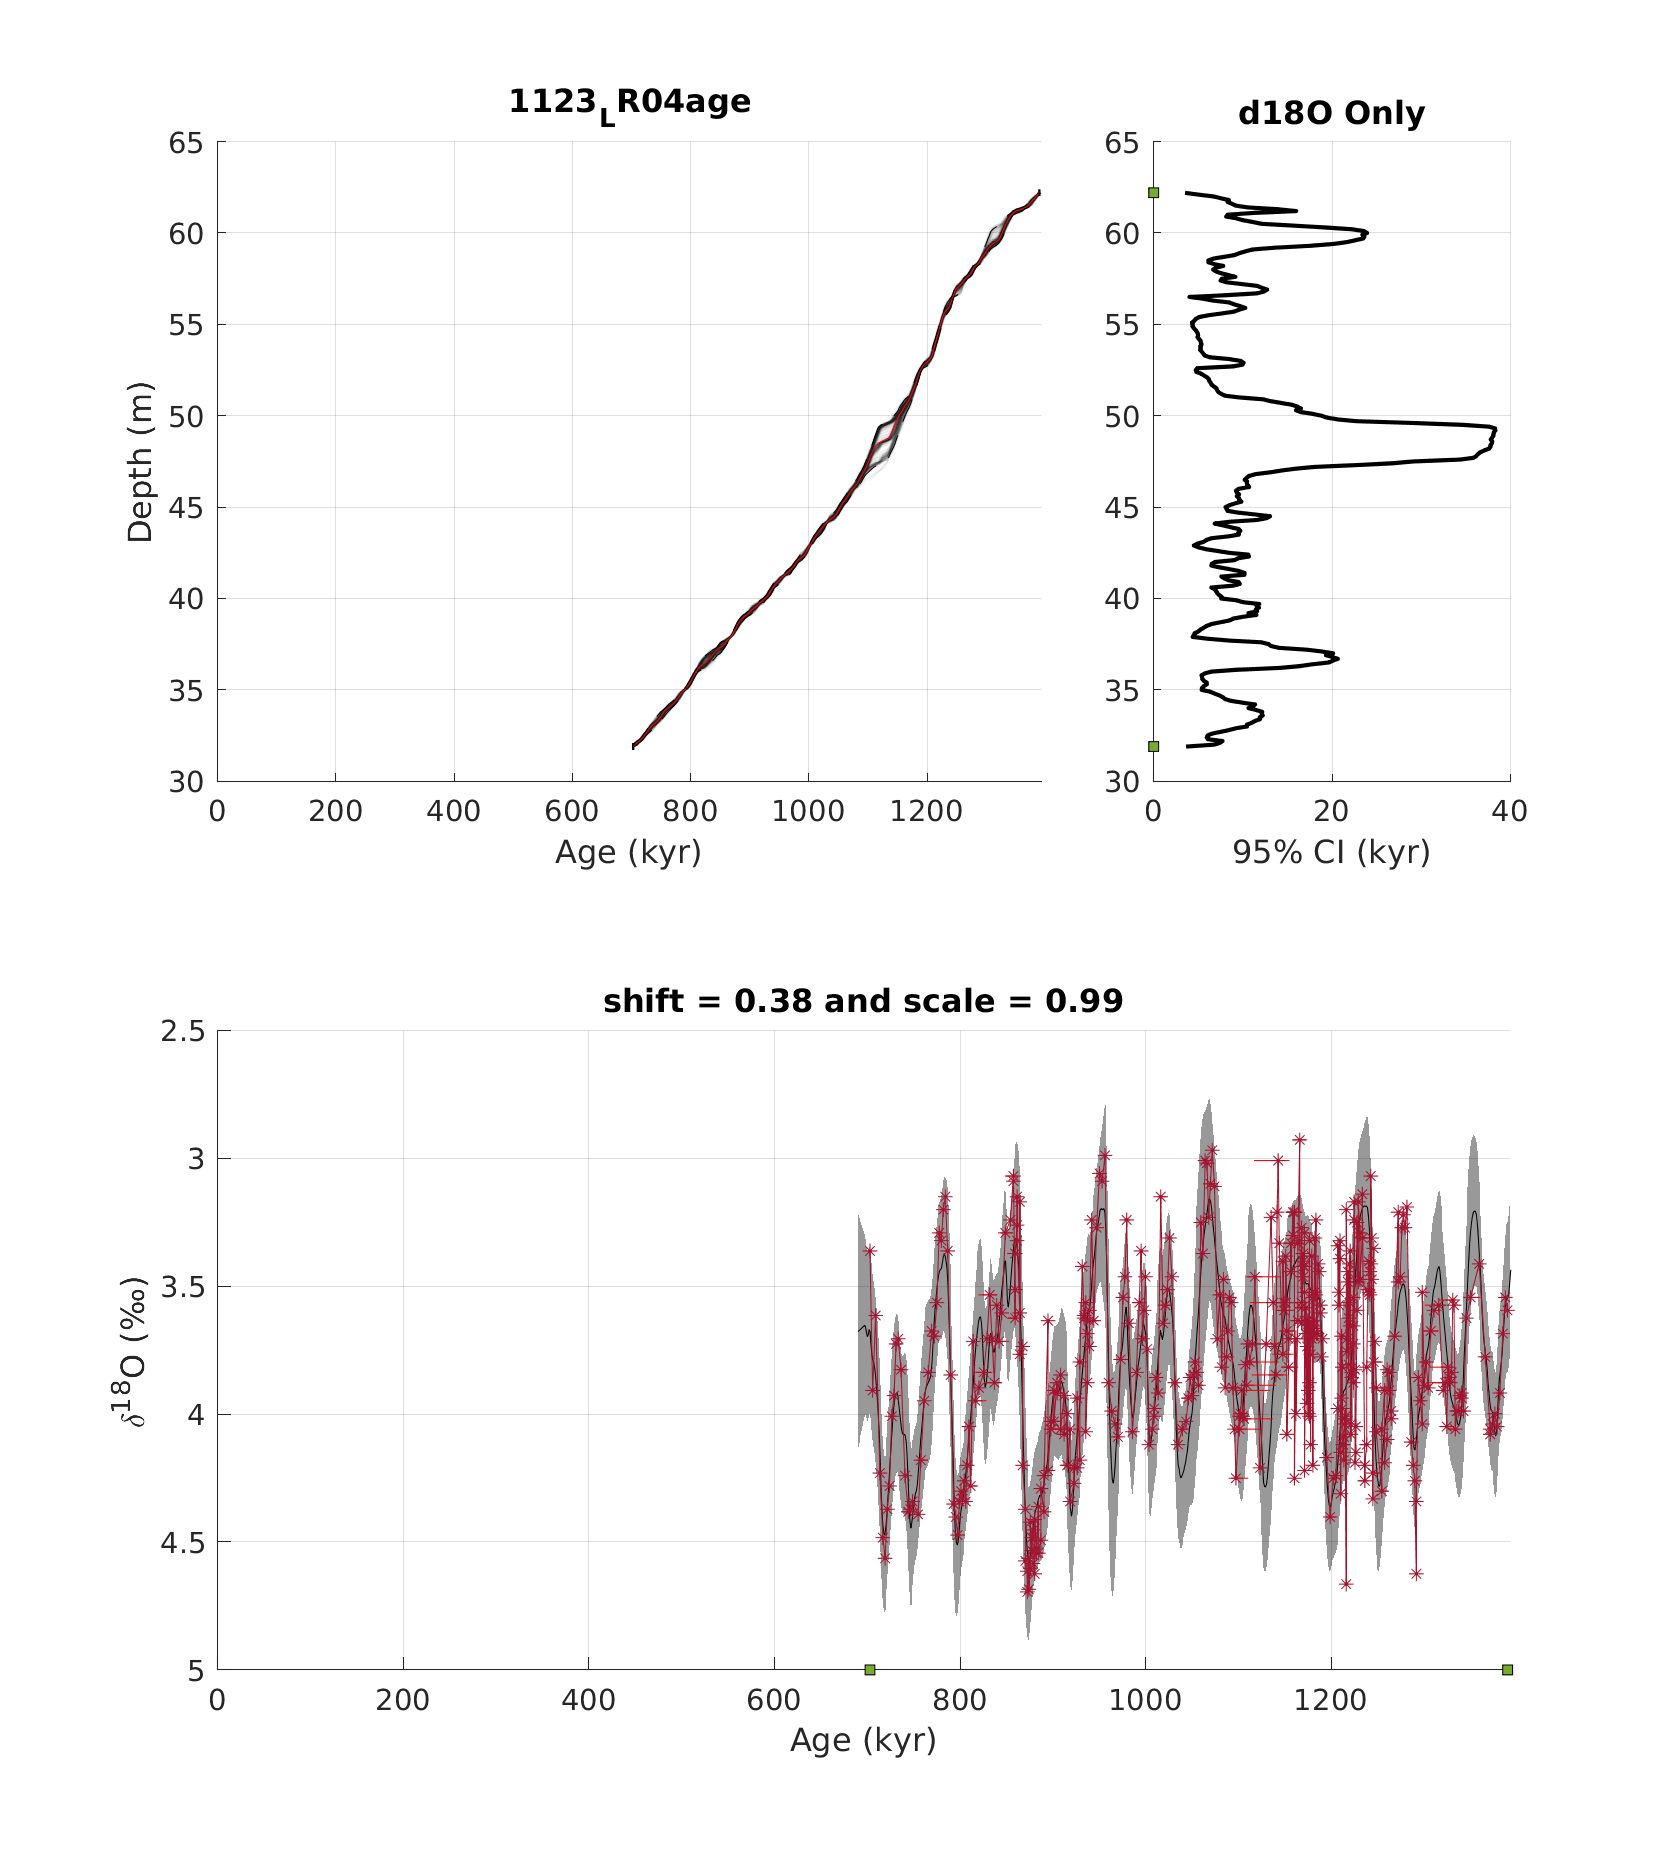 1123LR04age
d18O Only
65
60
55
50
45
40
35
30
Depth (m)
0 200 400 600 800 1000 1200
Age (kyr)
65
60
55
50
45
40
35
30
0 20 40
95% CI (kyr)
shift = 0.38 and scale = 0.99
2.5
3
3.5
4
4.5
5
δ18O (‰)
0 200 400 600 800 1000 1200
Age (kyr)